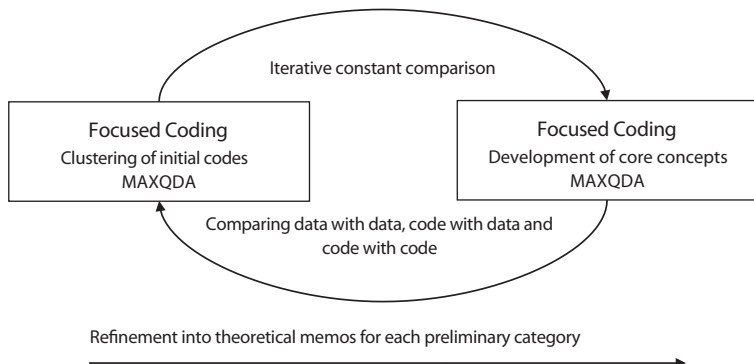 Iterative constant comparison
Focused Coding
Clustering of initial codes
MAXQDA
Focused Coding
Development of core concepts
MAXQDA
Comparing data with data, code with data and
code with code
Refinement into theoretical memos for each preliminary category